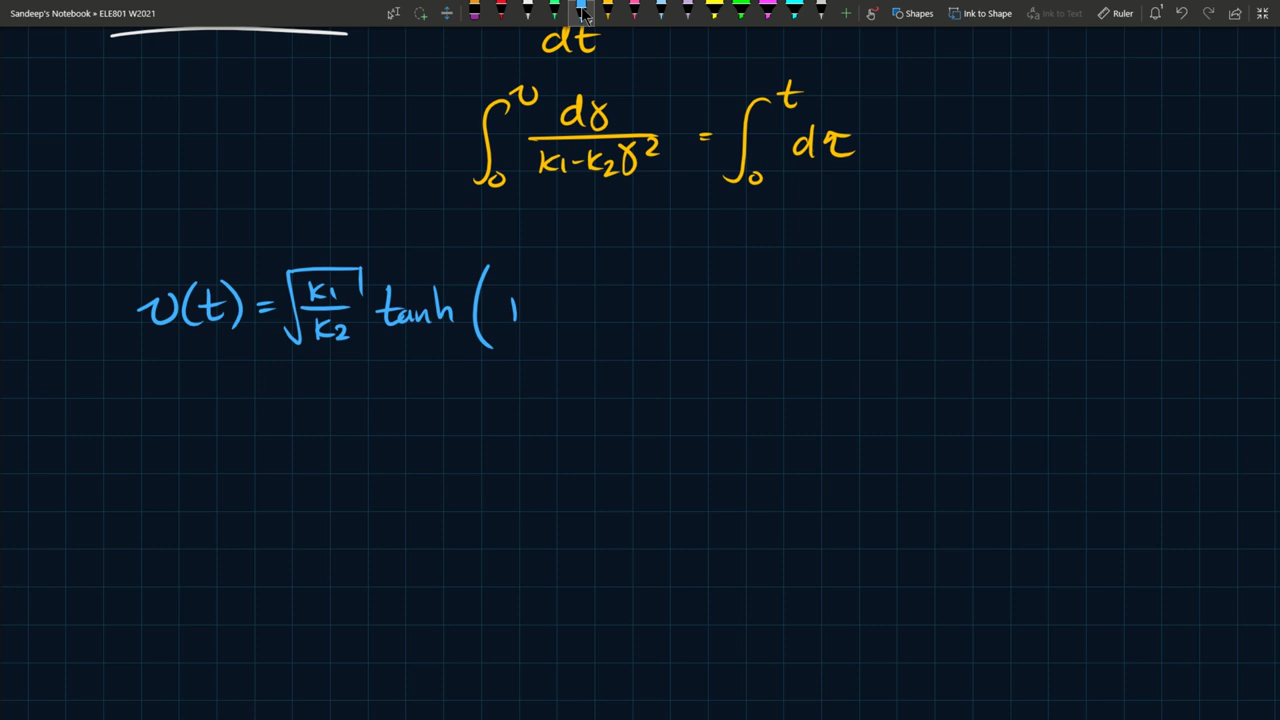 Sandeep's Notebook » ELE801 W2021 Shapes Ink to Shape Ink to Text Ruler
dt
∫₀^v dγ/(K1-K2γ²) = ∫₀^t dτ
v(t) = √(K1/K2) tanh (